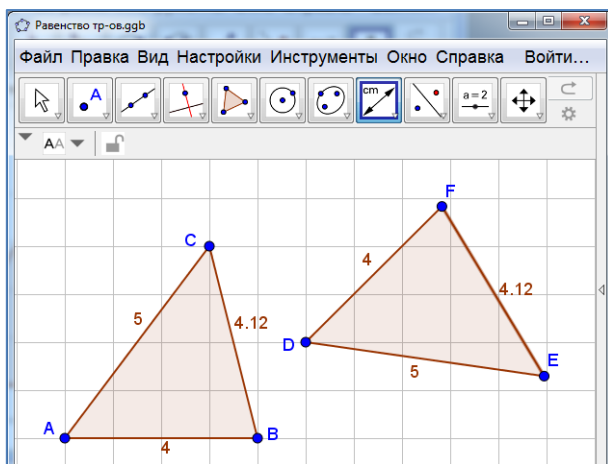 Равенство тр-ов.ggb
Файл Правка Вид Настройки Инструменты Окно Справка Войти...
A cm a=2
AA
F
C
4
5
4.12
4.12
D
E
5
A
B
4